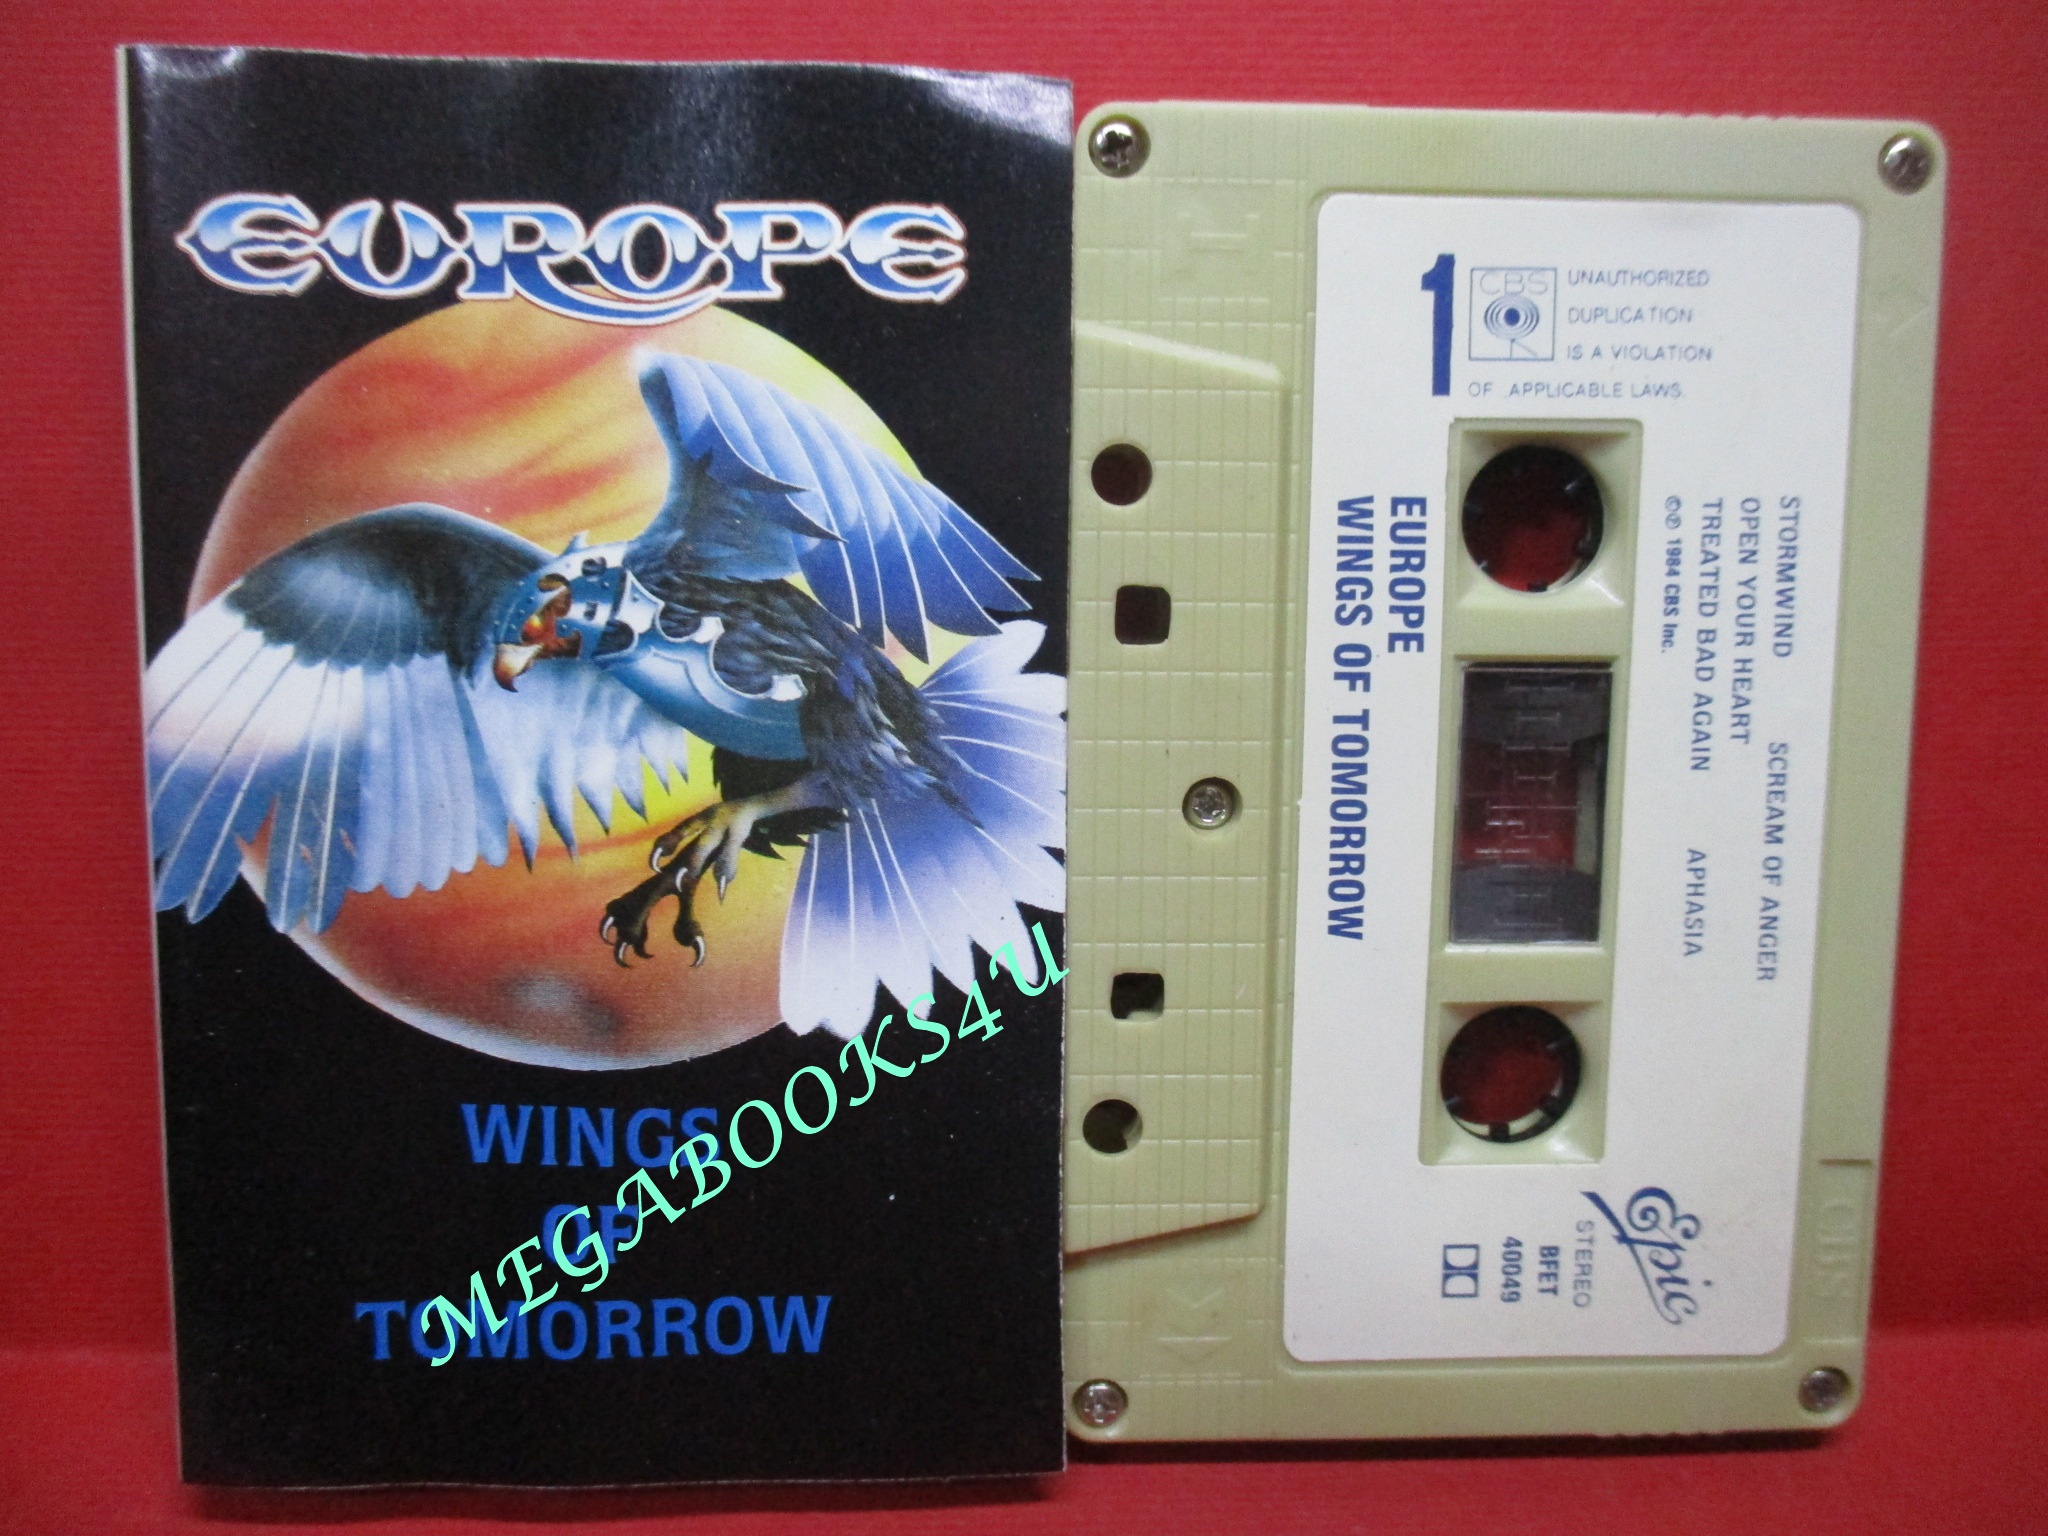 EUROPE
WINGS
OF
TOMORROW
MEGABOOKS4U
1
CBS
UNAUTHORIZED
DUPLICATION
IS A VIOLATION
OF APPLICABLE LAWS.
STORMWIND SCREAM OF ANGER
OPEN YOUR HEART
TREATED BAD AGAIN APHASIA
©℗ 1984 CBS Inc.
EUROPE
WINGS OF TOMORROW
Epic
STEREO
BFET
40049
CBS